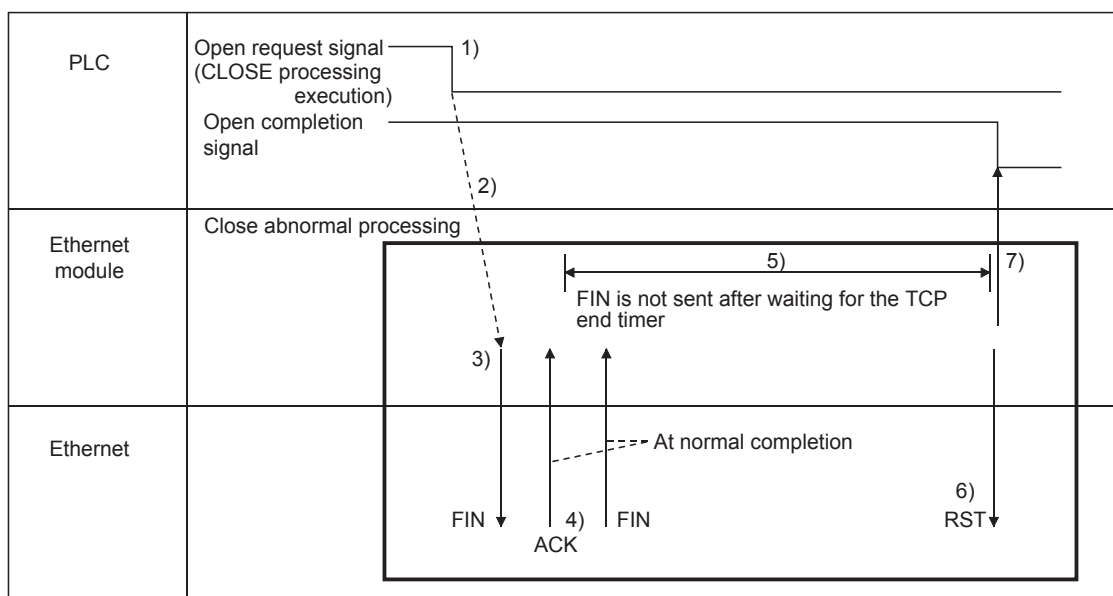 PLC
Open request signal
(CLOSE processing
execution)
1)
Open completion
signal
2)
Ethernet
module
Close abnormal processing
5)
7)
FIN is not sent after waiting for the TCP
end timer
3)
Ethernet
At normal completion
FIN
4)
ACK
FIN
6)
RST